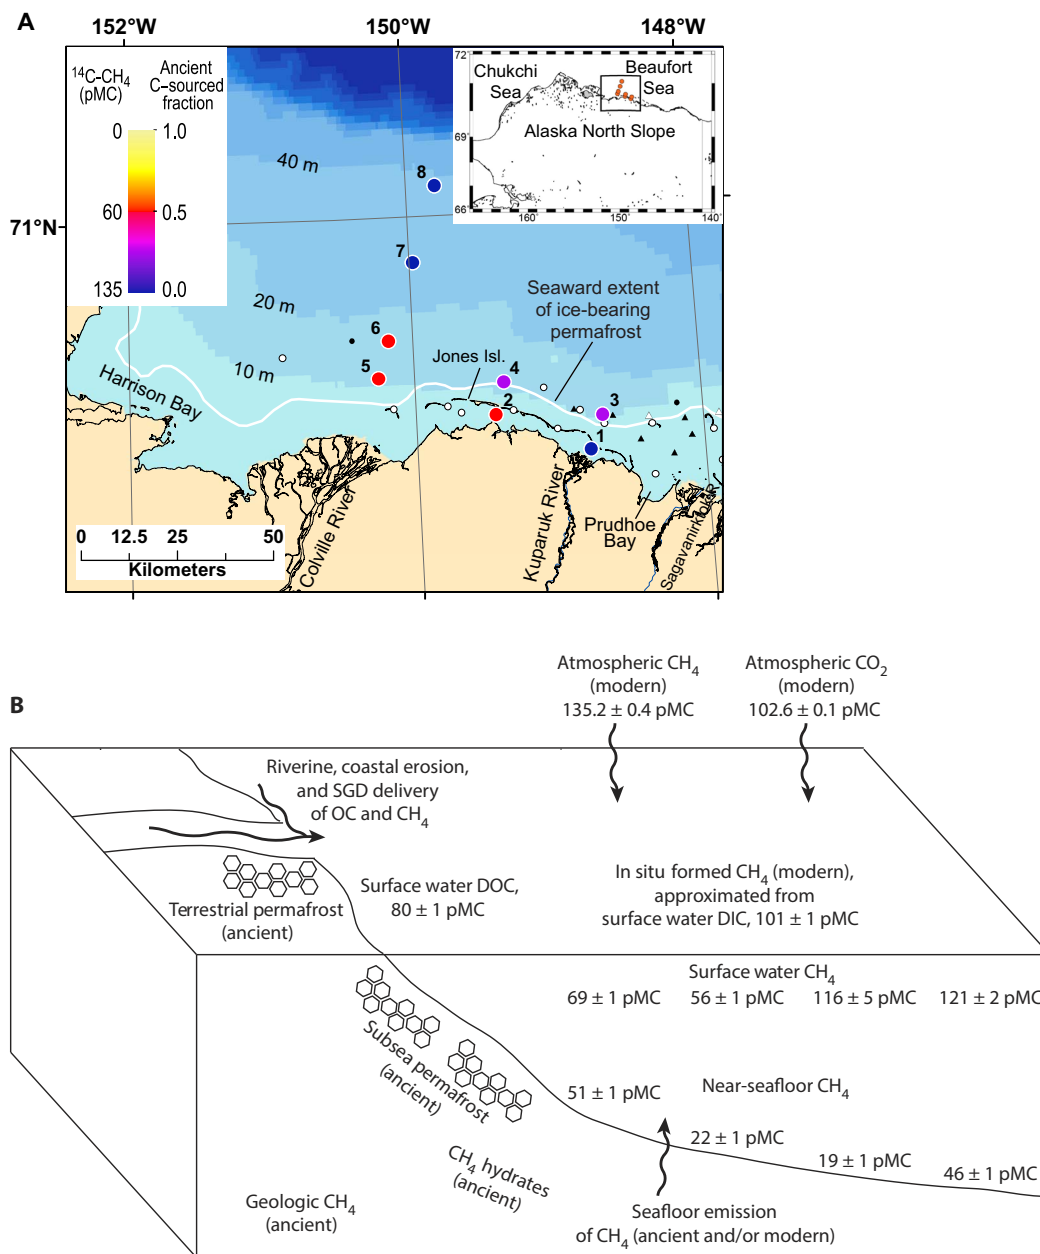 A
152°W
150°W
148°W
71°N
14C-CH4
(pMC)
Ancient
C–sourced
fraction
0
1.0
60
0.5
135
0.0
40 m
20 m
10 m
8
7
6
5
4
3
2
1
Chukchi
Sea
Beaufort
Sea
Alaska North Slope
72
69
66
160°
150°
140°
Seaward extent
of ice-bearing
permafrost
Jones Isl.
Harrison Bay
Colville River
Kuparuk River
Prudhoe
Bay
0
12.5
25
50
Kilometers
B
Atmospheric CH4
(modern)
135.2 ± 0.4 pMC
Atmospheric CO2
(modern)
102.6 ± 0.1 pMC
Riverine, coastal erosion,
and SGD delivery
of OC and CH4
Terrestrial permafrost
(ancient)
Surface water DOC,
80 ± 1 pMC
In situ formed CH4 (modern),
approximated from
surface water DIC, 101 ± 1 pMC
Surface water CH4
69 ± 1 pMC
56 ± 1 pMC
116 ± 5 pMC
121 ± 2 pMC
Subsea permafrost
(ancient)
51 ± 1 pMC
Near-seafloor CH4
22 ± 1 pMC
19 ± 1 pMC
46 ± 1 pMC
CH4 hydrates
(ancient)
Geologic CH4
(ancient)
Seafloor emission
of CH4 (ancient and/or modern)